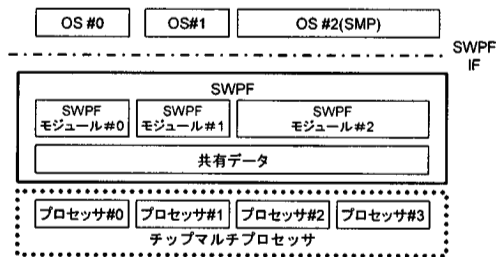 OS #0 OS#1 OS #2(SMP)
SWPF
IF
SWPF
SWPF SWPF SWPF
モジュール#0 モジュール#1 モジュール#2
共有データ
プロセッサ#0 プロセッサ#1 プロセッサ#2 プロセッサ#3
チップマルチプロセッサ